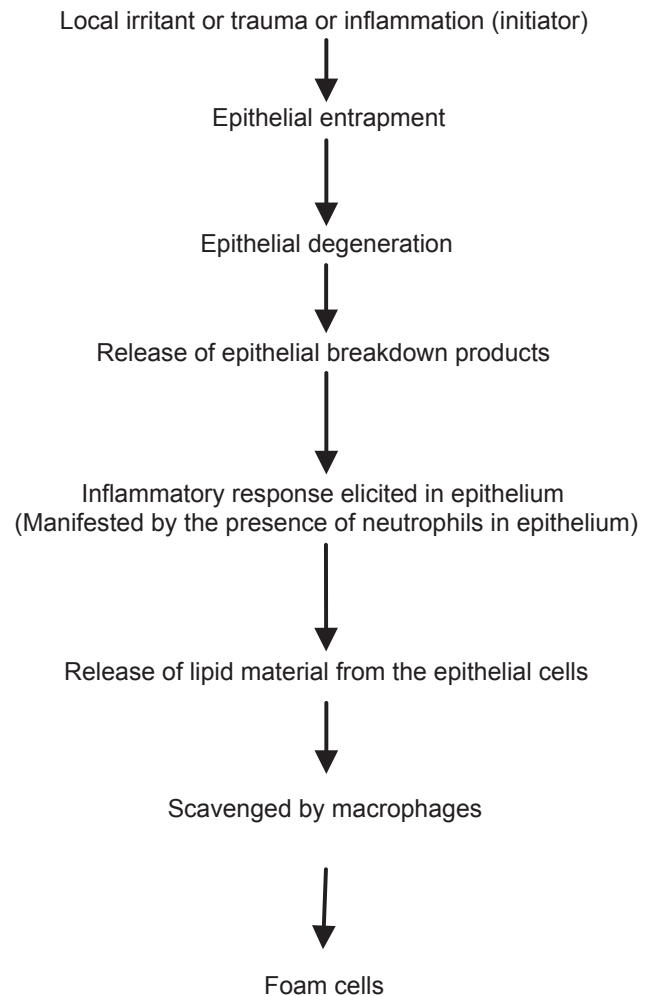 Local irritant or trauma or inflammation (initiator)
Epithelial entrapment
Epithelial degeneration
Release of epithelial breakdown products
Inflammatory response elicited in epithelium
(Manifested by the presence of neutrophils in epithelium)
Release of lipid material from the epithelial cells
Scavenged by macrophages
Foam cells